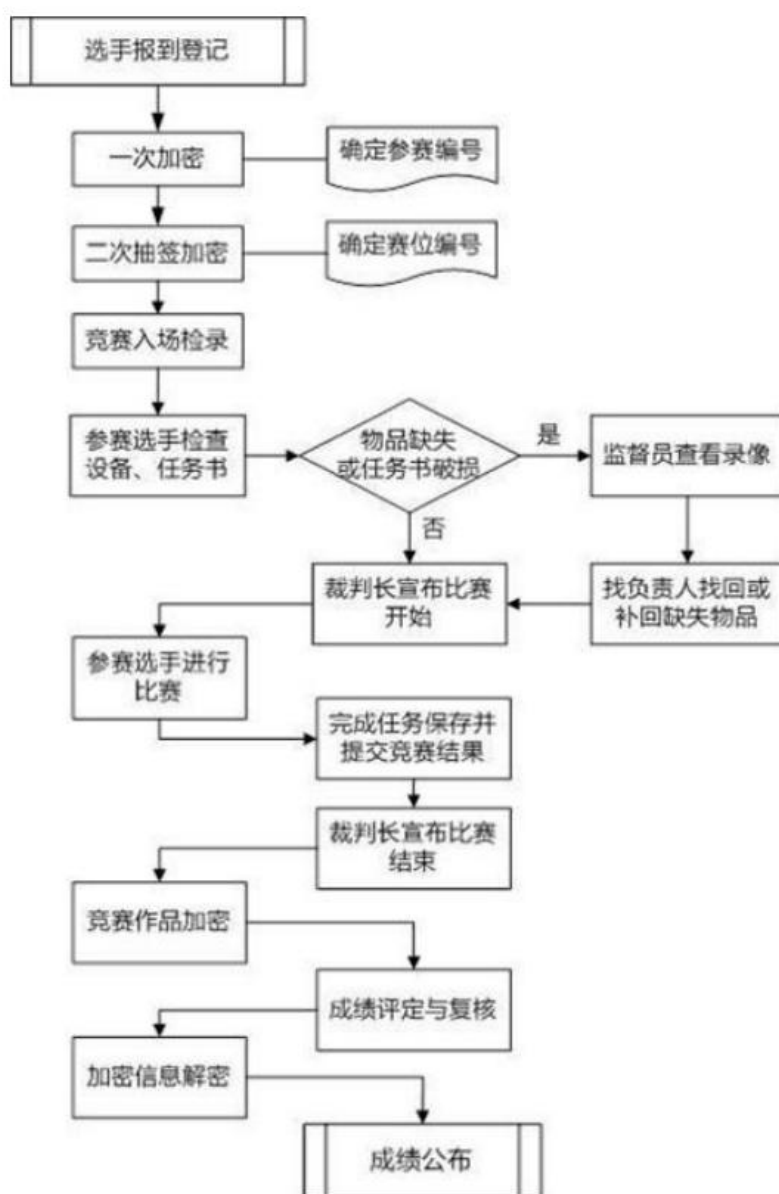 选手报到登记
一次加密
确定参赛编号
二次抽签加密
确定赛位编号
竞赛入场检录
参赛选手检查
设备、任务书
物品缺失
或任务书破损
是
监督员查看录像
否
裁判长宣布比赛
开始
找负责人找回或
补回缺失物品
参赛选手进行
比赛
完成任务保存并
提交竞赛结果
裁判长宣布比赛
结束
竞赛作品加密
成绩评定与复核
加密信息解密
成绩公布